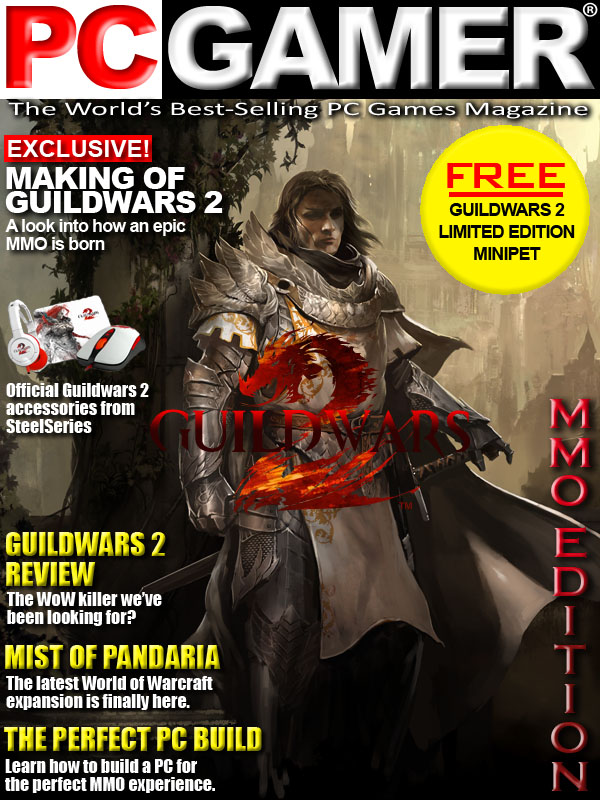 PC GAMER®
The World's Best-Selling PC Games Magazine
EXCLUSIVE!
MAKING OF
GUILDWARS 2
A look into how an epic
MMO is born
FREE
GUILDWARS 2
LIMITED EDITION
MINIPET
Official Guildwars 2
accessories from
SteelSeries
GUILDWARS
2
TM
MMO EDITION
GUILDWARS 2
REVIEW
The WoW killer we've
been looking for?
MIST OF PANDARIA
The latest World of Warcraft
expansion is finally here.
THE PERFECT PC BUILD
Learn how to build a PC for
the perfect MMO experience.